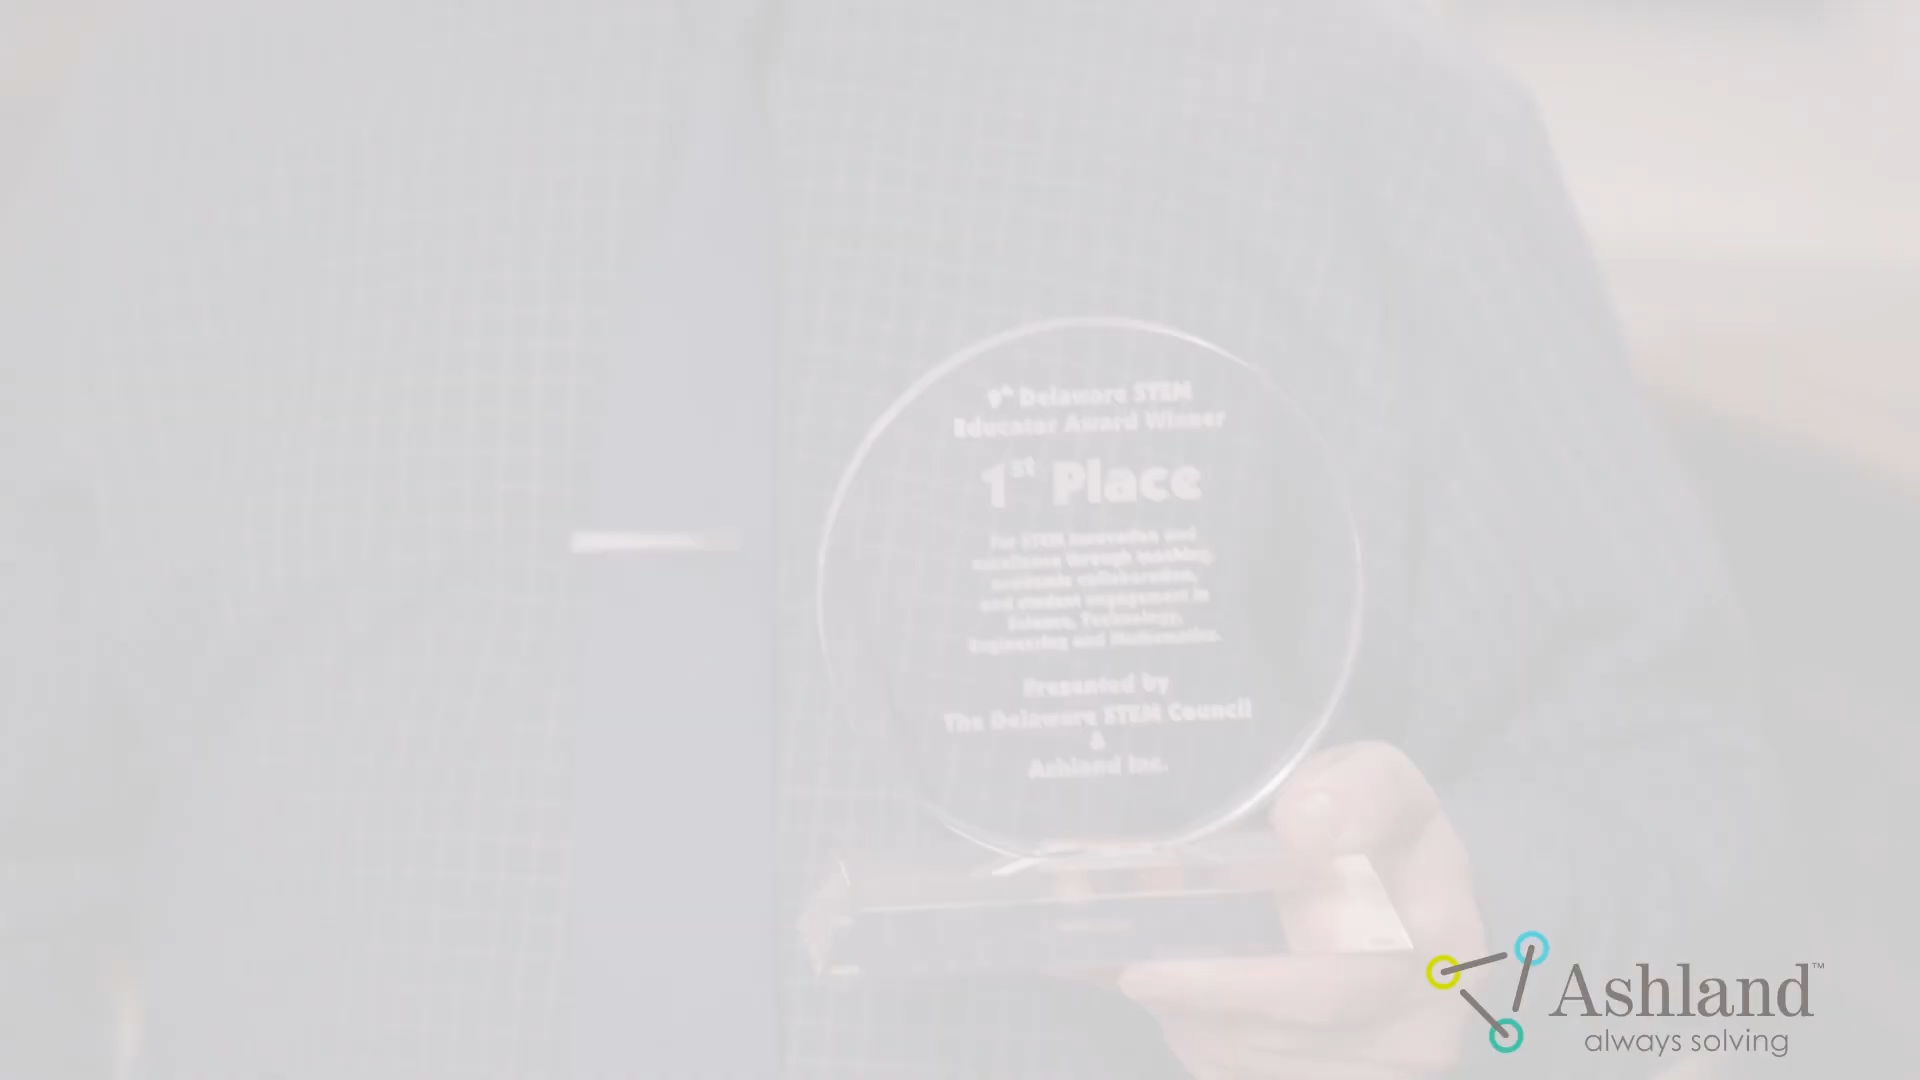 9th Delaware STEM
Educator Award Winner
1st Place
For STEM innovation and
excellence through teaching,
academic collaboration,
and student engagement in
Science, Technology,
Engineering and Mathematics.
Presented by
The Delaware STEM Council
&
Ashland Inc.
Ashland™
always solving